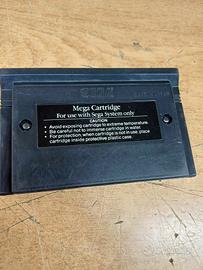 SEGA
Mega Cartridge
For use with Sega System only
CAUTION
• Avoid exposing cartridge to extreme temperature.
• Be careful not to immerse cartridge in water.
• For protection, when cartridge is not in use, place
cartridge inside protective plastic case.